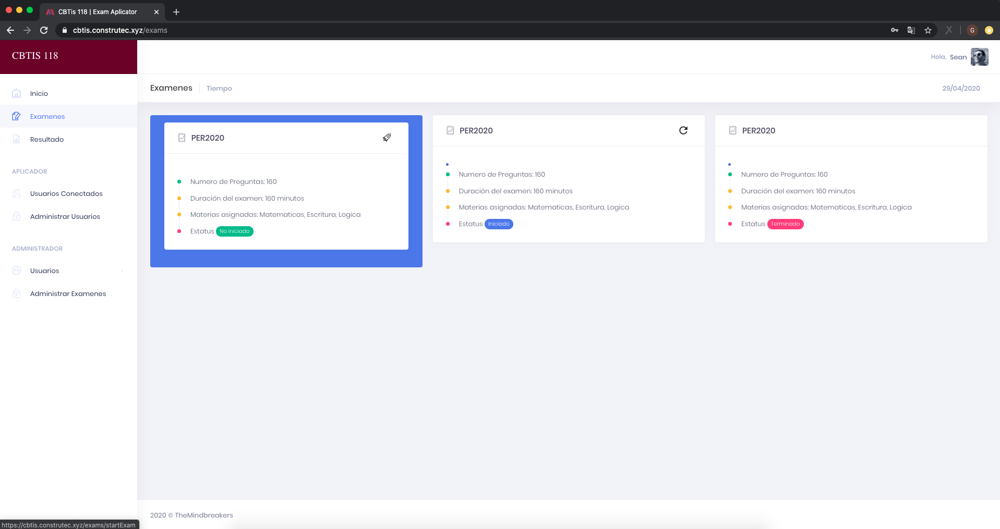 CBTis 118 | Exam Aplicator
cbtis.construtec.xyz/exams
G
CBTIS 118
Hola, Sean
Inicio
Examenes
Resultado
APLICADOR
Usuarios Conectados
Administrar Usuarios
ADMINISTRADOR
Usuarios
Administrar Examenes
Examenes
Tiempo
29/04/2020
PER2020
Numero de Preguntas: 160
Duración del examen: 160 minutos
Materias asignadas: Matematicas, Escritura, Logica
Estatus No Iniciado
PER2020
Numero de Preguntas: 160
Duración del examen: 160 minutos
Materias asignadas: Matematicas, Escritura, Logica
Estatus Iniciado
PER2020
Numero de Preguntas: 160
Duración del examen: 160 minutos
Materias asignadas: Matematicas, Escritura, Logica
Estatus Terminado
2020 © TheMindbreakers
https://cbtis.construtec.xyz/exams/startExam